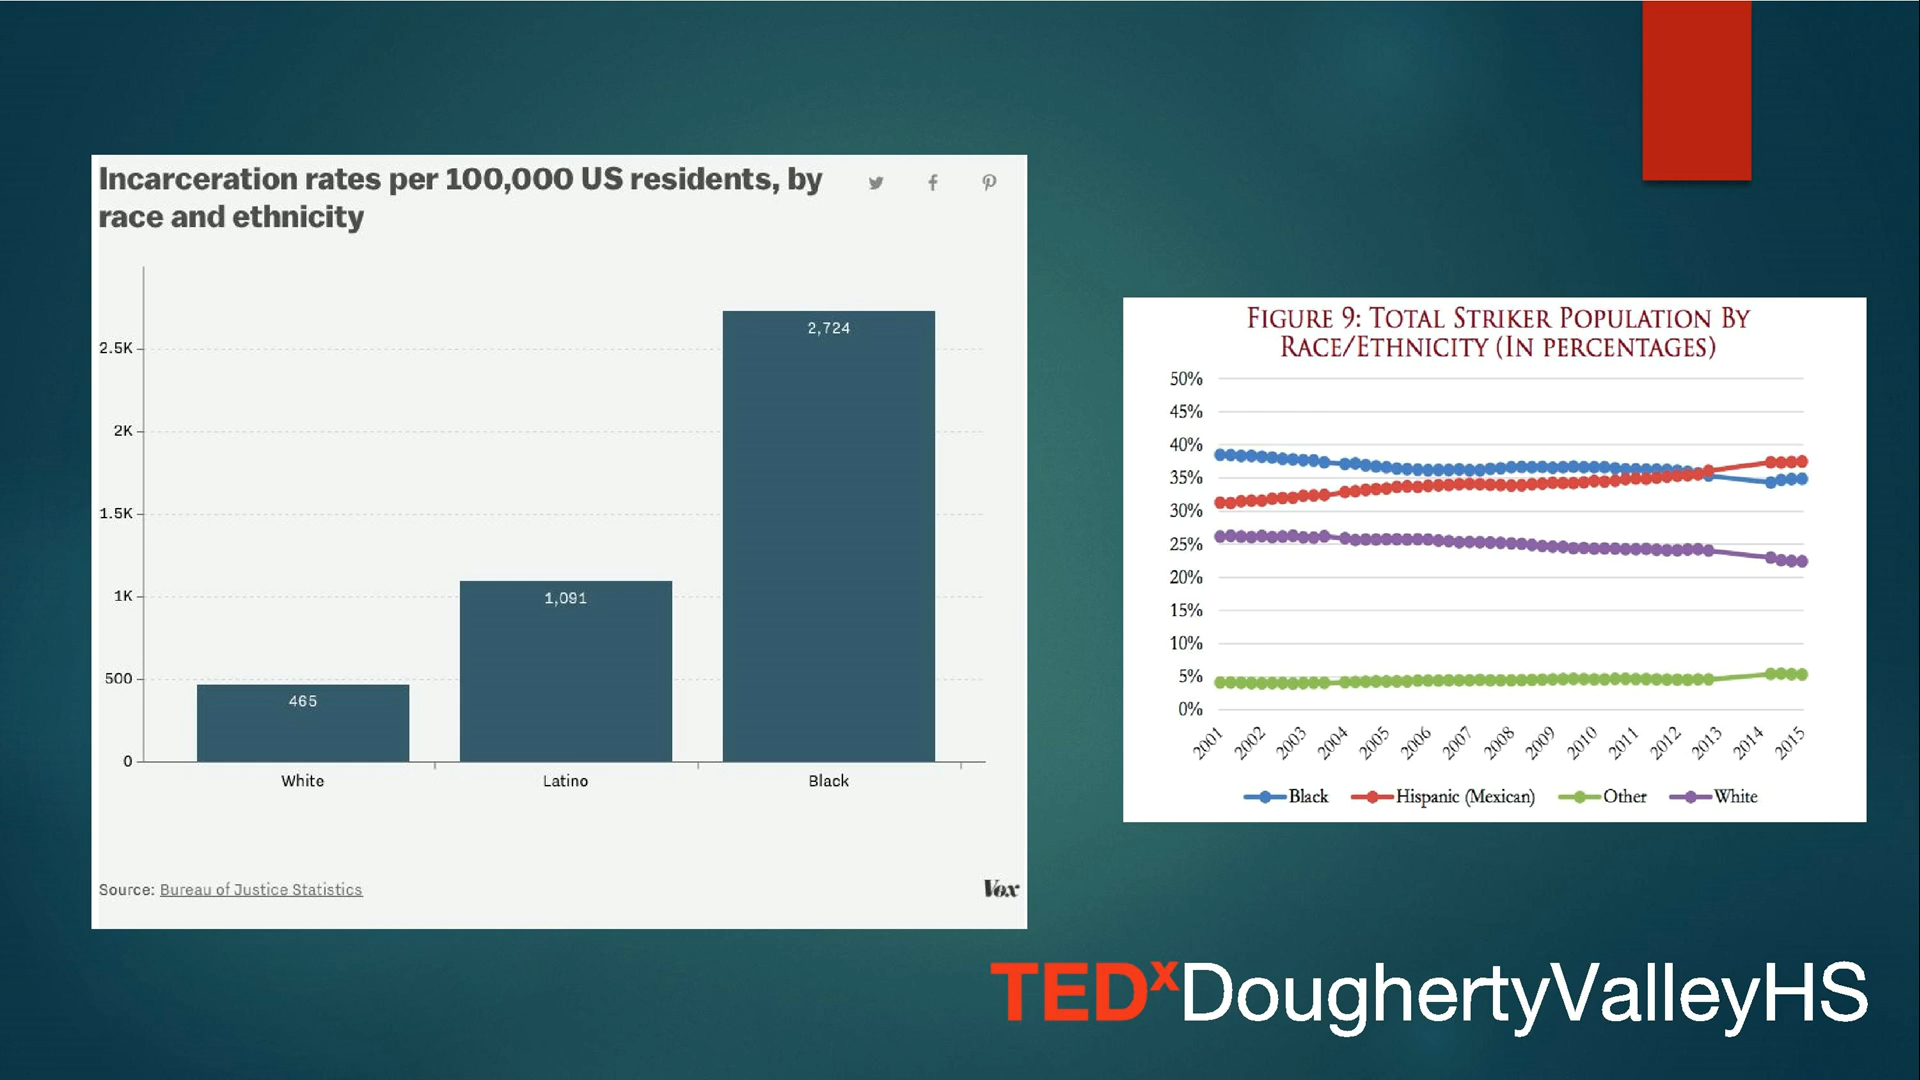 Incarceration rates per 100,000 US residents, by
race and ethnicity
2.5K
2K
1.5K
1K
500
0
2,724
1,091
465
White
Latino
Black
Source: Bureau of Justice Statistics
Vox
FIGURE 9: TOTAL STRIKER POPULATION BY
RACE/ETHNICITY (IN PERCENTAGES)
50%
45%
40%
35%
30%
25%
20%
15%
10%
5%
0%
2001 2002 2003 2004 2005 2006 2007 2008 2009 2010 2011 2012 2013 2014 2015
Black Hispanic (Mexican) Other White
TEDxDoughertyValleyHS